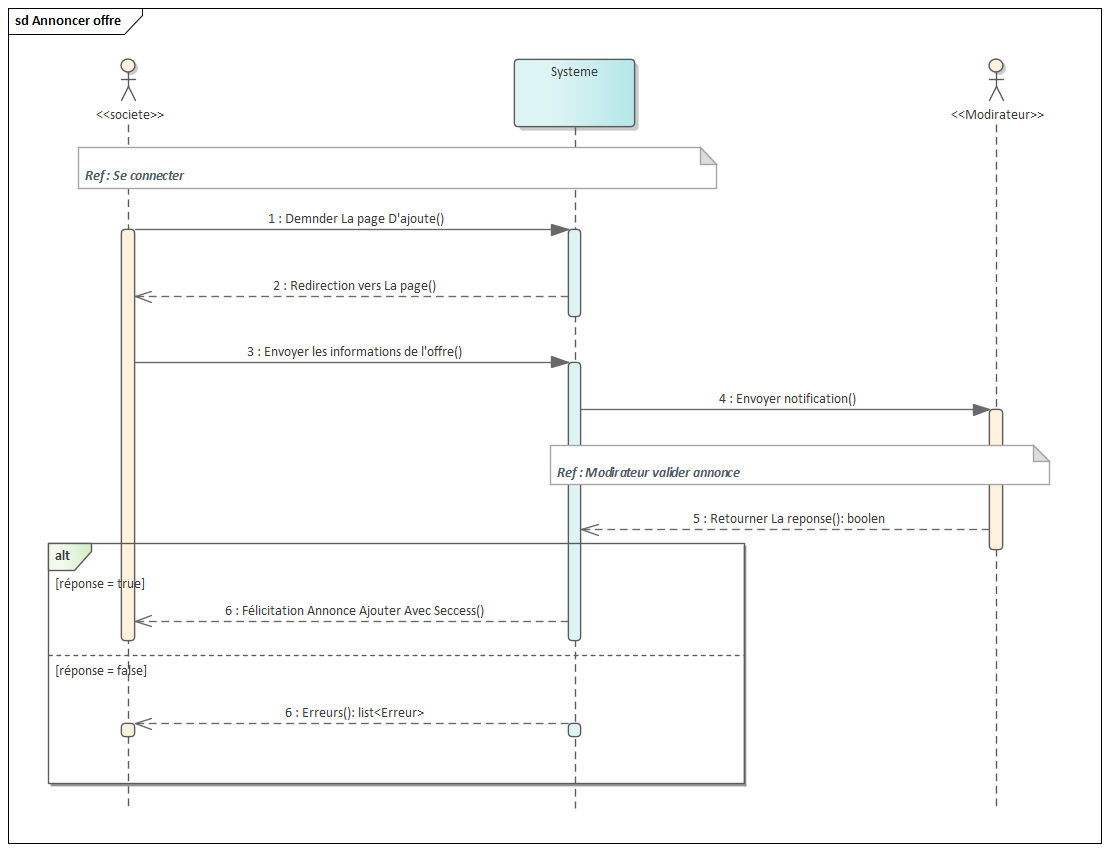 sd Annoncer offre
<<societe>>
Systeme
<<Modirateur>>
Ref : Se connecter
1 : Demnder La page D'ajoute()
2 : Redirection vers La page()
3 : Envoyer les informations de l'offre()
4 : Envoyer notification()
Ref : Modirateur valider annonce
5 : Retourner La reponse(): boolen
alt
[réponse = true]
6 : Félicitation Annonce Ajouter Avec Seccess()
[réponse = false]
6 : Erreurs(): list<Erreur>